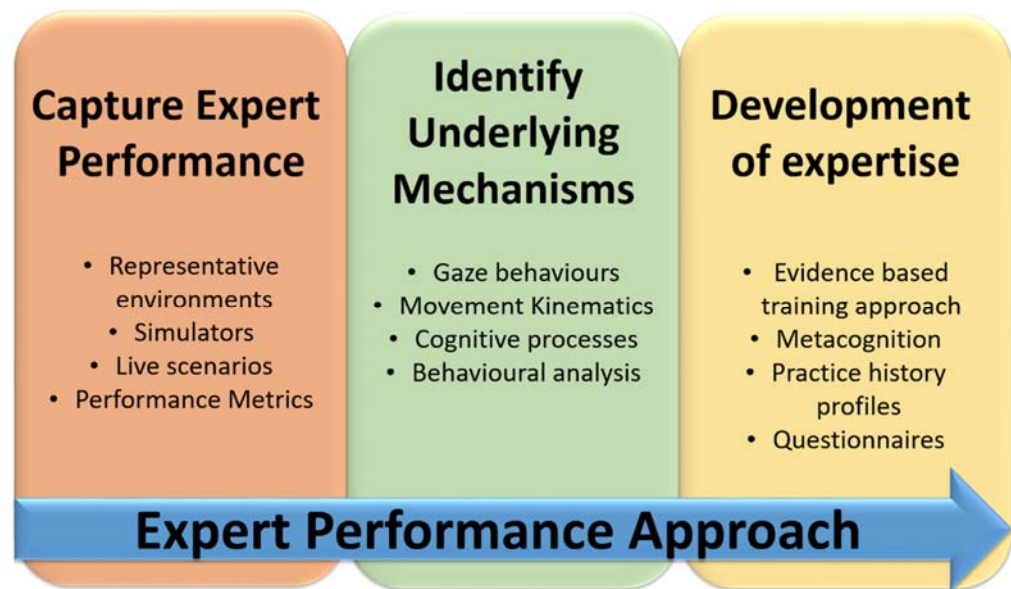 Capture Expert
Performance
• Representative
environments
• Simulators
• Live scenarios
• Performance Metrics
Identify
Underlying
Mechanisms
• Gaze behaviours
• Movement Kinematics
• Cognitive processes
• Behavioural analysis
Development
of expertise
• Evidence based
training approach
• Metacognition
• Practice history
profiles
• Questionnaires
Expert Performance Approach